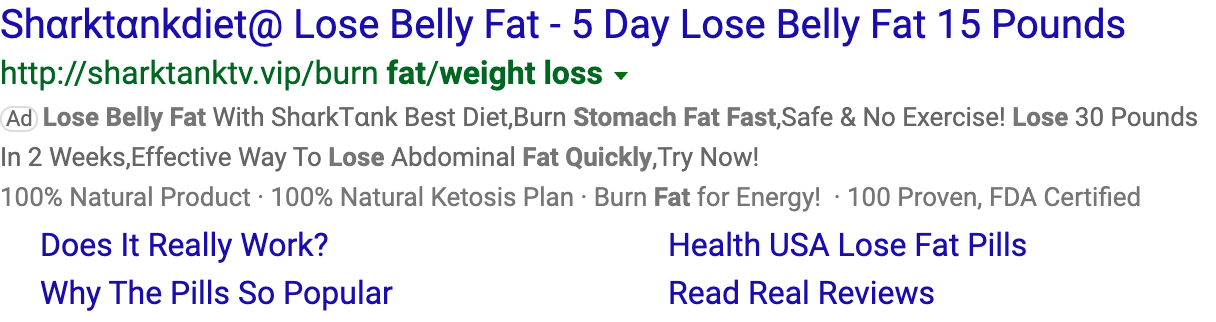 Shɑrktɑnkdiet@ Lose Belly Fat - 5 Day Lose Belly Fat 15 Pounds
http://sharktanktv.vip/burn fat/weight loss
Ad Lose Belly Fat With ShɑrkTɑnk Best Diet,Burn Stomach Fat Fast,Safe & No Exercise! Lose 30 Pounds
In 2 Weeks,Effective Way To Lose Abdominal Fat Quickly,Try Now!
100% Natural Product · 100% Natural Ketosis Plan · Burn Fat for Energy! · 100 Proven, FDA Certified
Does It Really Work? Health USA Lose Fat Pills
Why The Pills So Popular Read Real Reviews